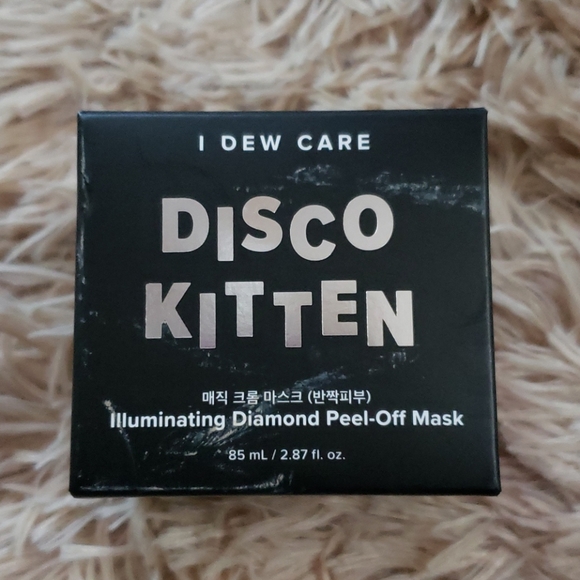 I DEW CARE
DISCO
KITTEN
매직 크롬 마스크 (반짝피부)
Illuminating Diamond Peel-Off Mask
85 mL / 2.87 fl. oz.